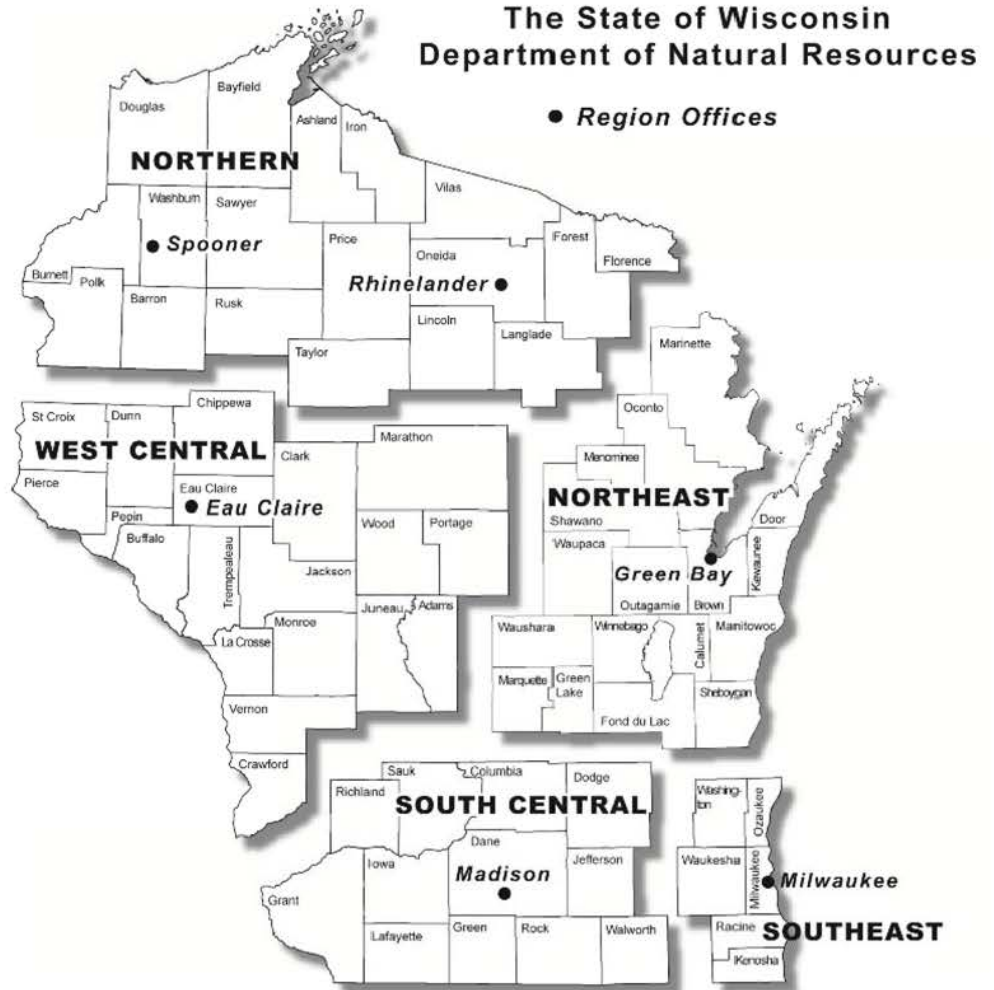 The State of Wisconsin
Department of Natural Resources
● Region Offices
Bayfield
Douglas
Ashland
Iron
NORTHERN
Vilas
Washburn
Sawyer
Spooner
Price
Forest
Oneida
Florence
Burnett
Polk
Rhinelander
Barron
Rusk
Lincoln
Langlade
Taylor
Marinette
Chippewa
St Croix
Dunn
Oconto
WEST CENTRAL
Marathon
Clark
Menominee
Pierce
Eau Claire
Eau Claire
NORTHEAST
Pepin
Wood
Portage
Shawano
Door
Buffalo
Waupaca
Trempealeau
Jackson
Green Bay
Kewaunee
Juneau
Adams
Outagamie
Brown
Monroe
La Crosse
Waushara
Winnebago
Calumet
Manitowoc
Marquette
Green
Lake
Sheboygan
Vernon
Fond du Lac
Crawford
Sauk
Columbia
Dodge
Richland
SOUTH CENTRAL
Washing-
ton
Ozaukee
Dane
Iowa
Jefferson
Waukesha
Milwaukee
Madison
Milwaukee
Grant
Lafayette
Green
Rock
Walworth
Racine
SOUTHEAST
Kenosha